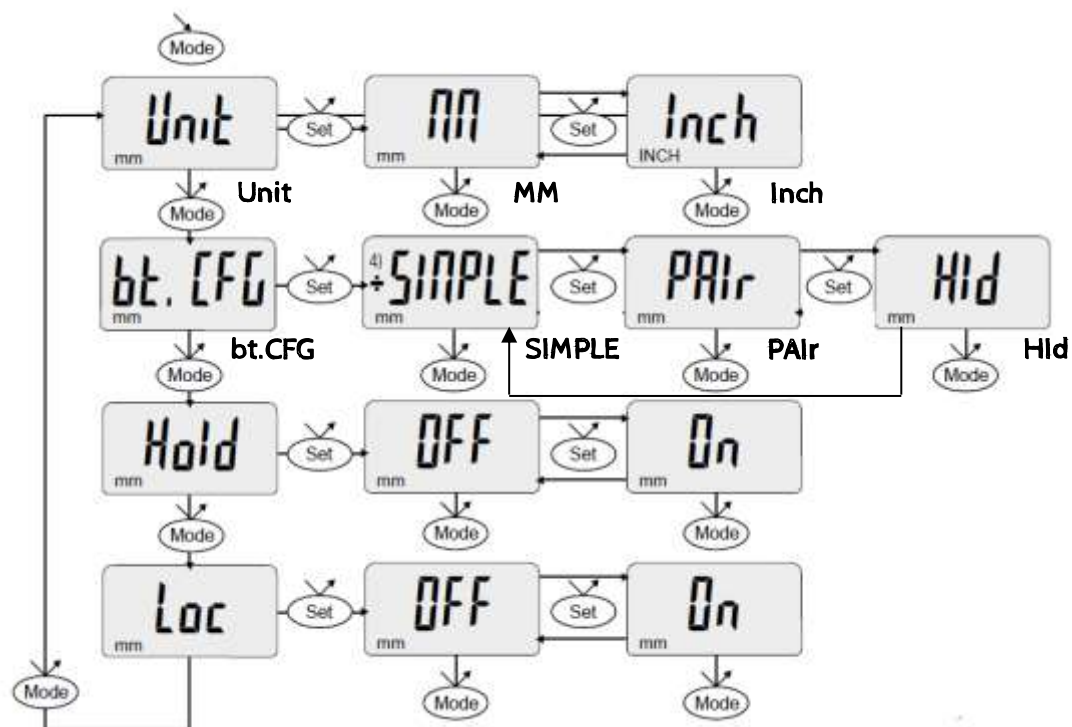 Mode
Unit
mm
Set
MM
mm
Set
Inch
INCH
Mode
Unit
Mode
MM
Mode
Inch
bt. CFG
mm
Set
4)
÷SIMPLE
mm
Set
PAIr
mm
Set
HId
mm
Mode
bt.CFG
Mode
SIMPLE
Mode
PAIr
Mode
HId
Hold
mm
Set
OFF
mm
Set
On
mm
Mode
Mode
Mode
Loc
mm
Set
OFF
mm
Set
On
mm
Mode
Mode
Mode